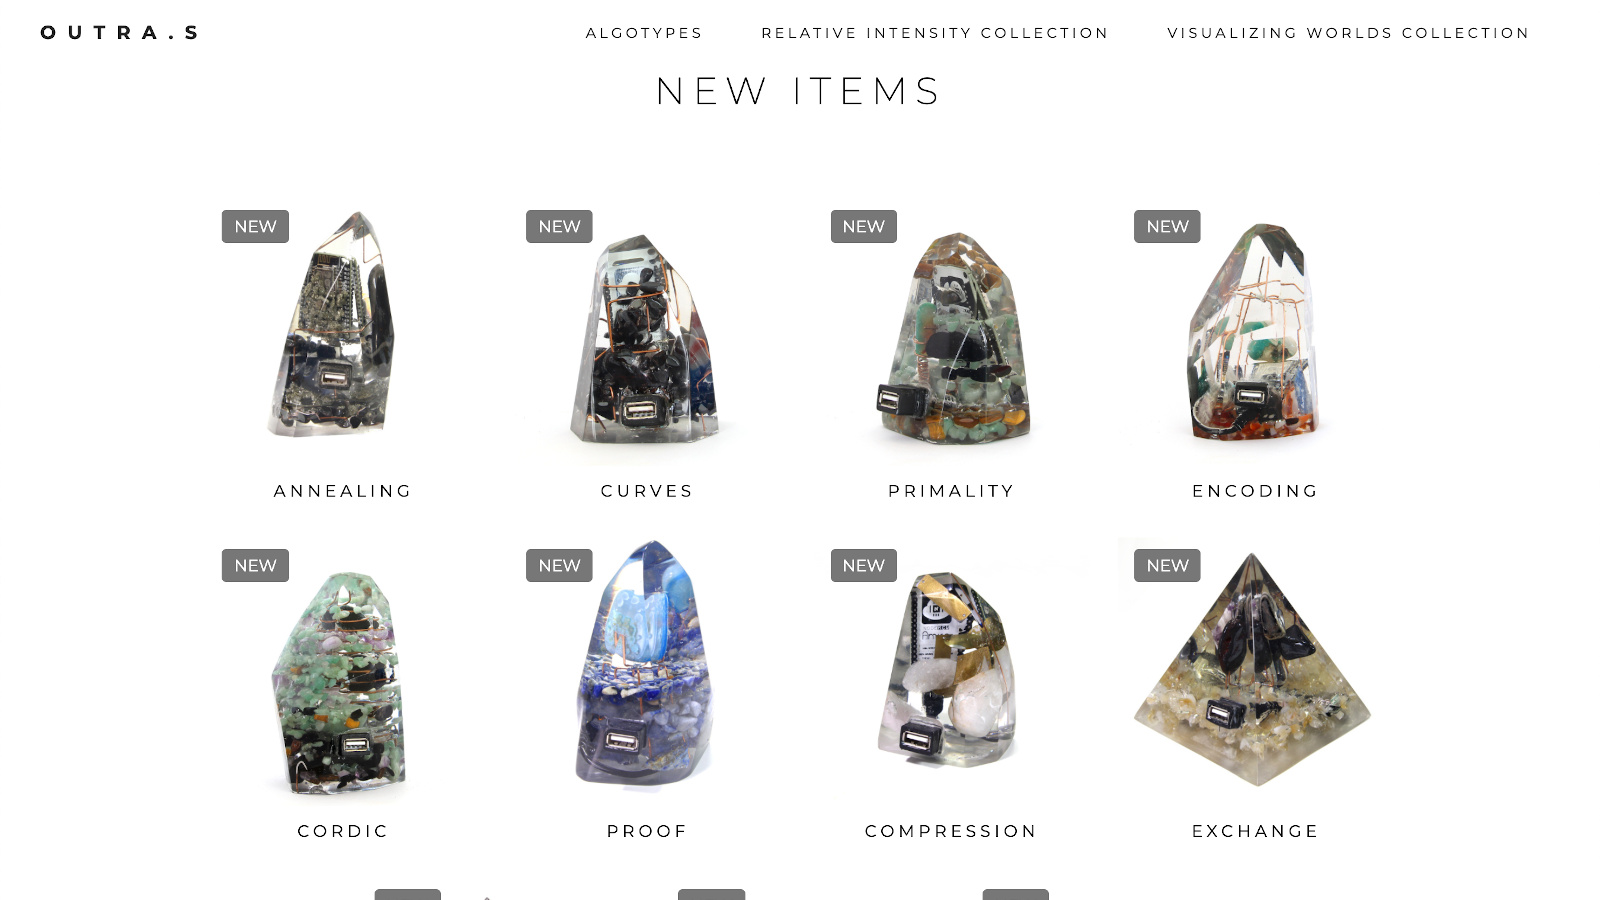 OUTRA.S
ALGOTYPES
RELATIVE INTENSITY COLLECTION
VISUALIZING WORLDS COLLECTION
NEW ITEMS
NEW
NEW
NEW
NEW
ANNEALING
CURVES
PRIMALITY
ENCODING
NEW
NEW
NEW
NEW
CORDIC
PROOF
COMPRESSION
EXCHANGE